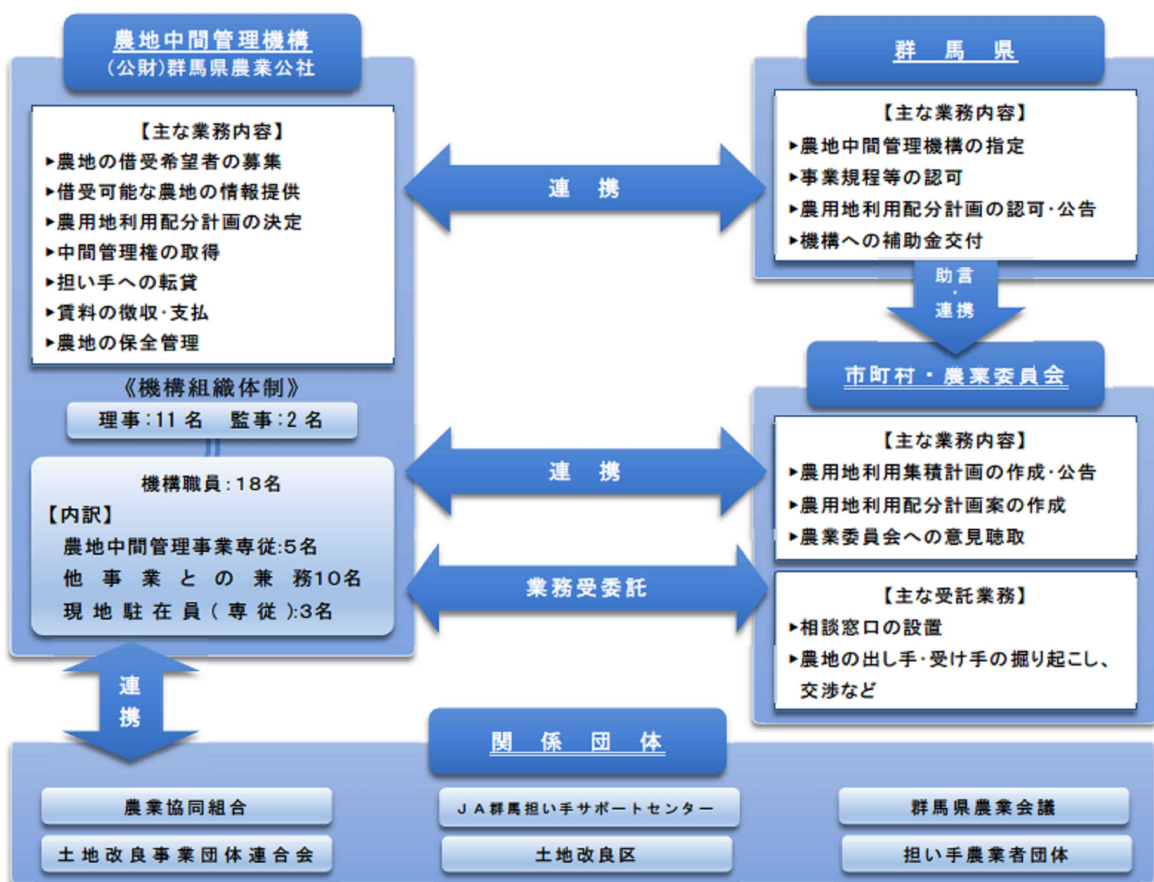 農地中間管理機構
(公財)群馬県農業公社
【主な業務内容】
▶農地の借受希望者の募集
▶借受可能な農地の情報提供
▶農用地利用配分計画の決定
▶中間管理権の取得
▶担い手への転貸
▶賃料の徴収・支払
▶農地の保全管理
《機構組織体制》
理事:11名 監事:2名
機構職員:18名
【内訳】
農地中間管理事業専従:5名
他事業との兼務10名
現地駐在員(専従):3名
連携
連携
業務受委託
連携
群馬県
【主な業務内容】
▶農地中間管理機構の指定
▶事業規程等の認可
▶農用地利用配分計画の認可・公告
▶機構への補助金交付
助言・連携
市町村・農業委員会
【主な業務内容】
▶農用地利用集積計画の作成・公告
▶農用地利用配分計画案の作成
▶農業委員会への意見聴取
【主な受託業務】
▶相談窓口の設置
▶農地の出し手・受け手の掘り起こし、
交渉など
関係団体
農業協同組合
JA群馬担い手サポートセンター
群馬県農業会議
土地改良事業団体連合会
土地改良区
担い手農業者団体